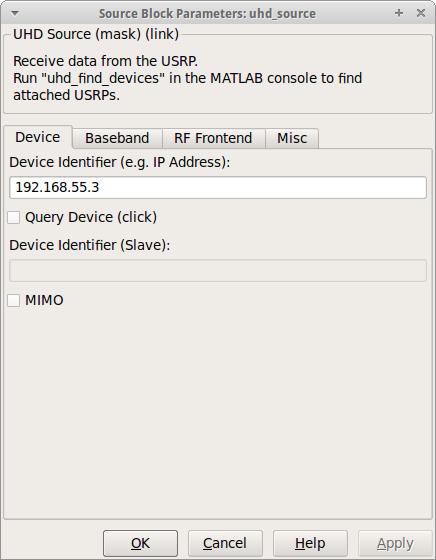 Source Block Parameters: uhd_source
UHD Source (mask) (link)
Receive data from the USRP.
Run "uhd_find_devices" in the MATLAB console to find
attached USRPs.
Device Baseband RF Frontend Misc
Device Identifier (e.g. IP Address):
192.168.55.3
Query Device (click)
Device Identifier (Slave):
MIMO
OK Cancel Help Apply